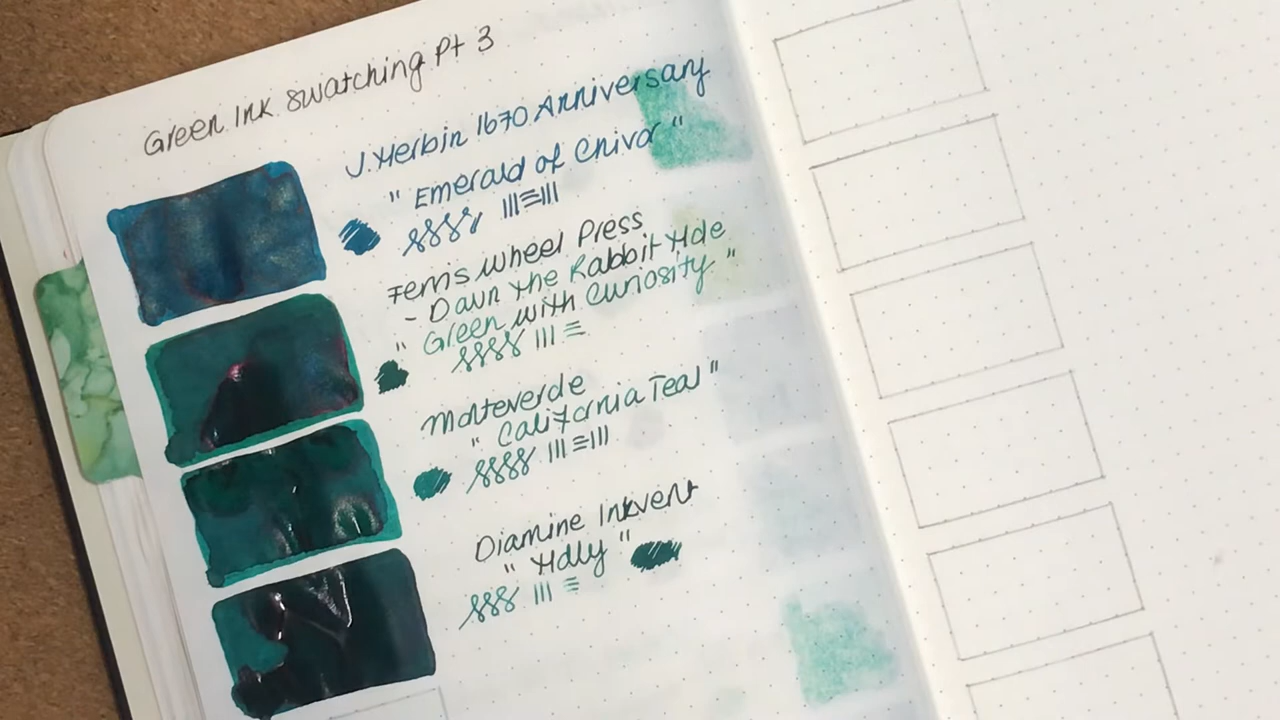 Green Ink swatching Pt 3
J. Herbin 1670 Anniversary
"Emerald of Chivor"
Ferris Wheel Press
- Down the Rabbit Hole
"Green with Curiosity"
Monteverde
"California Teal"
Diamine Inkvent
"Holly"